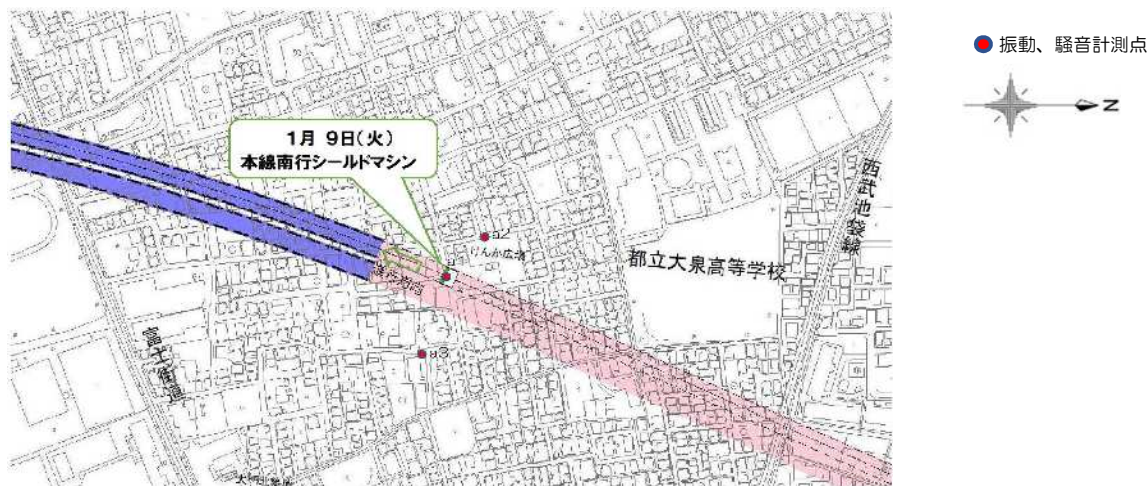 振動、騒音計測点
N
1月 9日(火)
本線南行シールドマシン
西武池袋線
a2
けんか広場
都立大泉高等学校
a
a3
富士街道